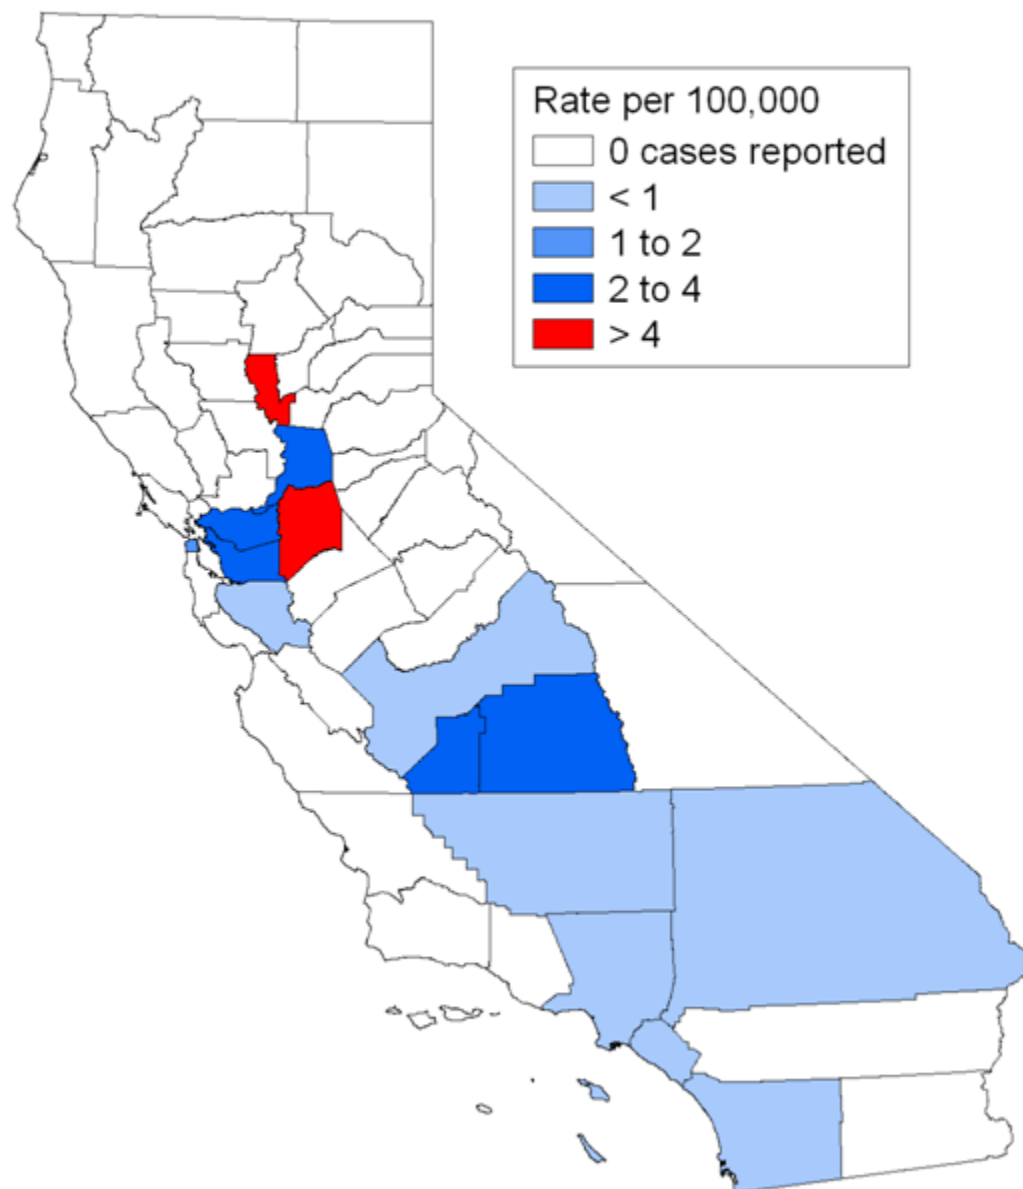 Rate per 100,000
0 cases reported
< 1
1 to 2
2 to 4
> 4